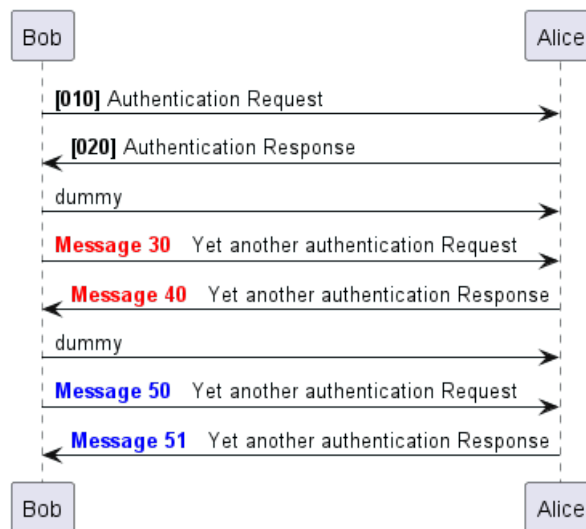 Bob Alice
[010] Authentication Request
[020] Authentication Response
dummy
Message 30 Yet another authentication Request
Message 40 Yet another authentication Response
dummy
Message 50 Yet another authentication Request
Message 51 Yet another authentication Response
Bob Alice